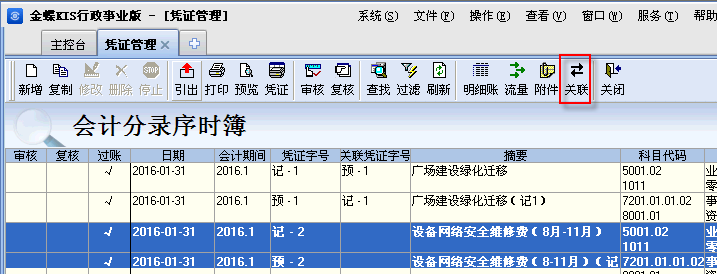 金蝶KIS行政事业版 - [凭证管理] 系统(S) 文件(F) 操作(E) 查看(V) 窗口(W) 服务(T) 帮助
主控台 凭证管理
新增 复制 修改 删除 停止 引出 打印 预览 凭证 审核 复核 查找 过滤 刷新 明细账 流量 附件 关联 关闭
会计分录序时簿
审核 复核 过账 日期 会计期间 凭证字号 关联凭证字号 摘要 科目代码
√ 2016-01-31 2016.1 记 - 1 预 - 1 广场建设绿化迁移 5001.02 业
1011 零
√ 2016-01-31 2016.1 预 - 1 记 - 1 广场建设绿化迁移(记1) 7201.01.01.02 事
8001.01 资
√ 2016-01-31 2016.1 记 - 2 设备网络安全维修费(8月-11月) 5001.02 业
1011 零
√ 2016-01-31 2016.1 预 - 2 设备网络安全维修费(8-11月)(记 7201.01.01.02 事